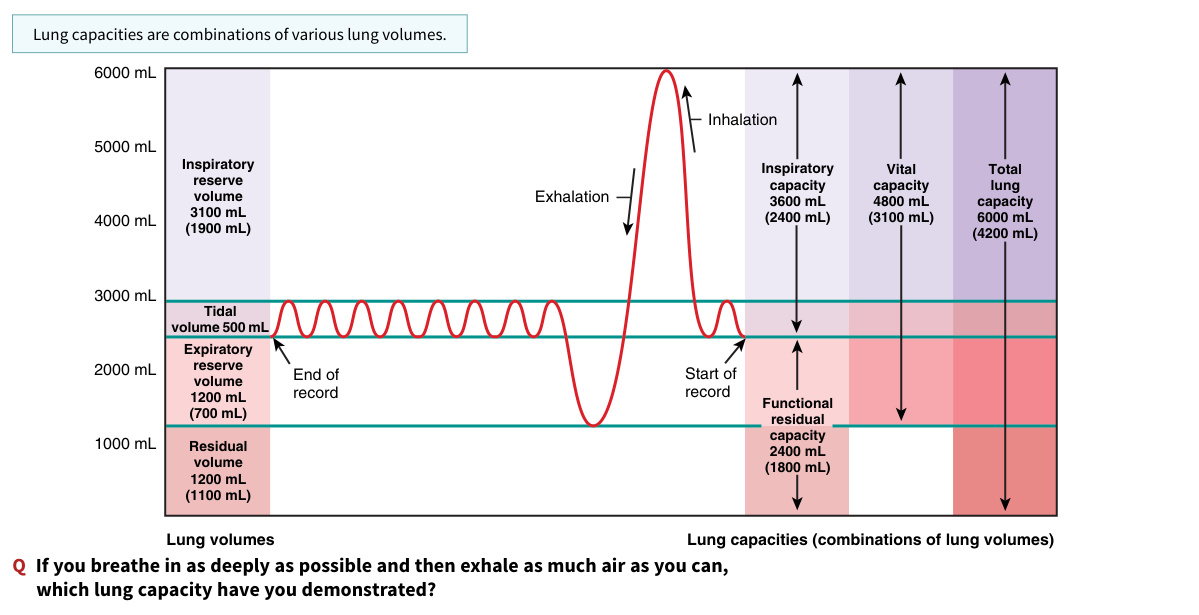 Lung capacities are combinations of various lung volumes.
6000 mL
5000 mL
4000 mL
3000 mL
2000 mL
1000 mL
Inspiratory
reserve
volume
3100 mL
(1900 mL)
Tidal
volume 500 mL
Expiratory
reserve
volume
1200 mL
(700 mL)
Residual
volume
1200 mL
(1100 mL)
End of
record
Exhalation
Inhalation
Start of
record
Inspiratory
capacity
3600 mL
(2400 mL)
Functional
residual
capacity
2400 mL
(1800 mL)
Vital
capacity
4800 mL
(3100 mL)
Total
lung
capacity
6000 mL
(4200 mL)
Lung volumes
Lung capacities (combinations of lung volumes)
Q If you breathe in as deeply as possible and then exhale as much air as you can,
which lung capacity have you demonstrated?